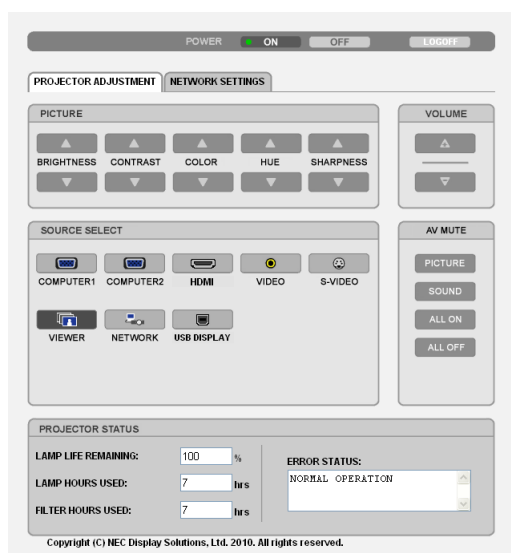 POWER ON OFF LOGOFF
PROJECTOR ADJUSTMENT NETWORK SETTINGS
PICTURE
BRIGHTNESS CONTRAST COLOR HUE SHARPNESS
VOLUME
SOURCE SELECT
COMPUTER1 COMPUTER2 HDMI VIDEO S-VIDEO
VIEWER NETWORK USB DISPLAY
AV MUTE
PICTURE
SOUND
ALL ON
ALL OFF
PROJECTOR STATUS
LAMP LIFE REMAINING: 100 %
LAMP HOURS USED: 7 hrs
FILTER HOURS USED: 7 hrs
ERROR STATUS:
NORMAL OPERATION
Copyright (C) NEC Display Solutions, Ltd. 2010. All rights reserved.